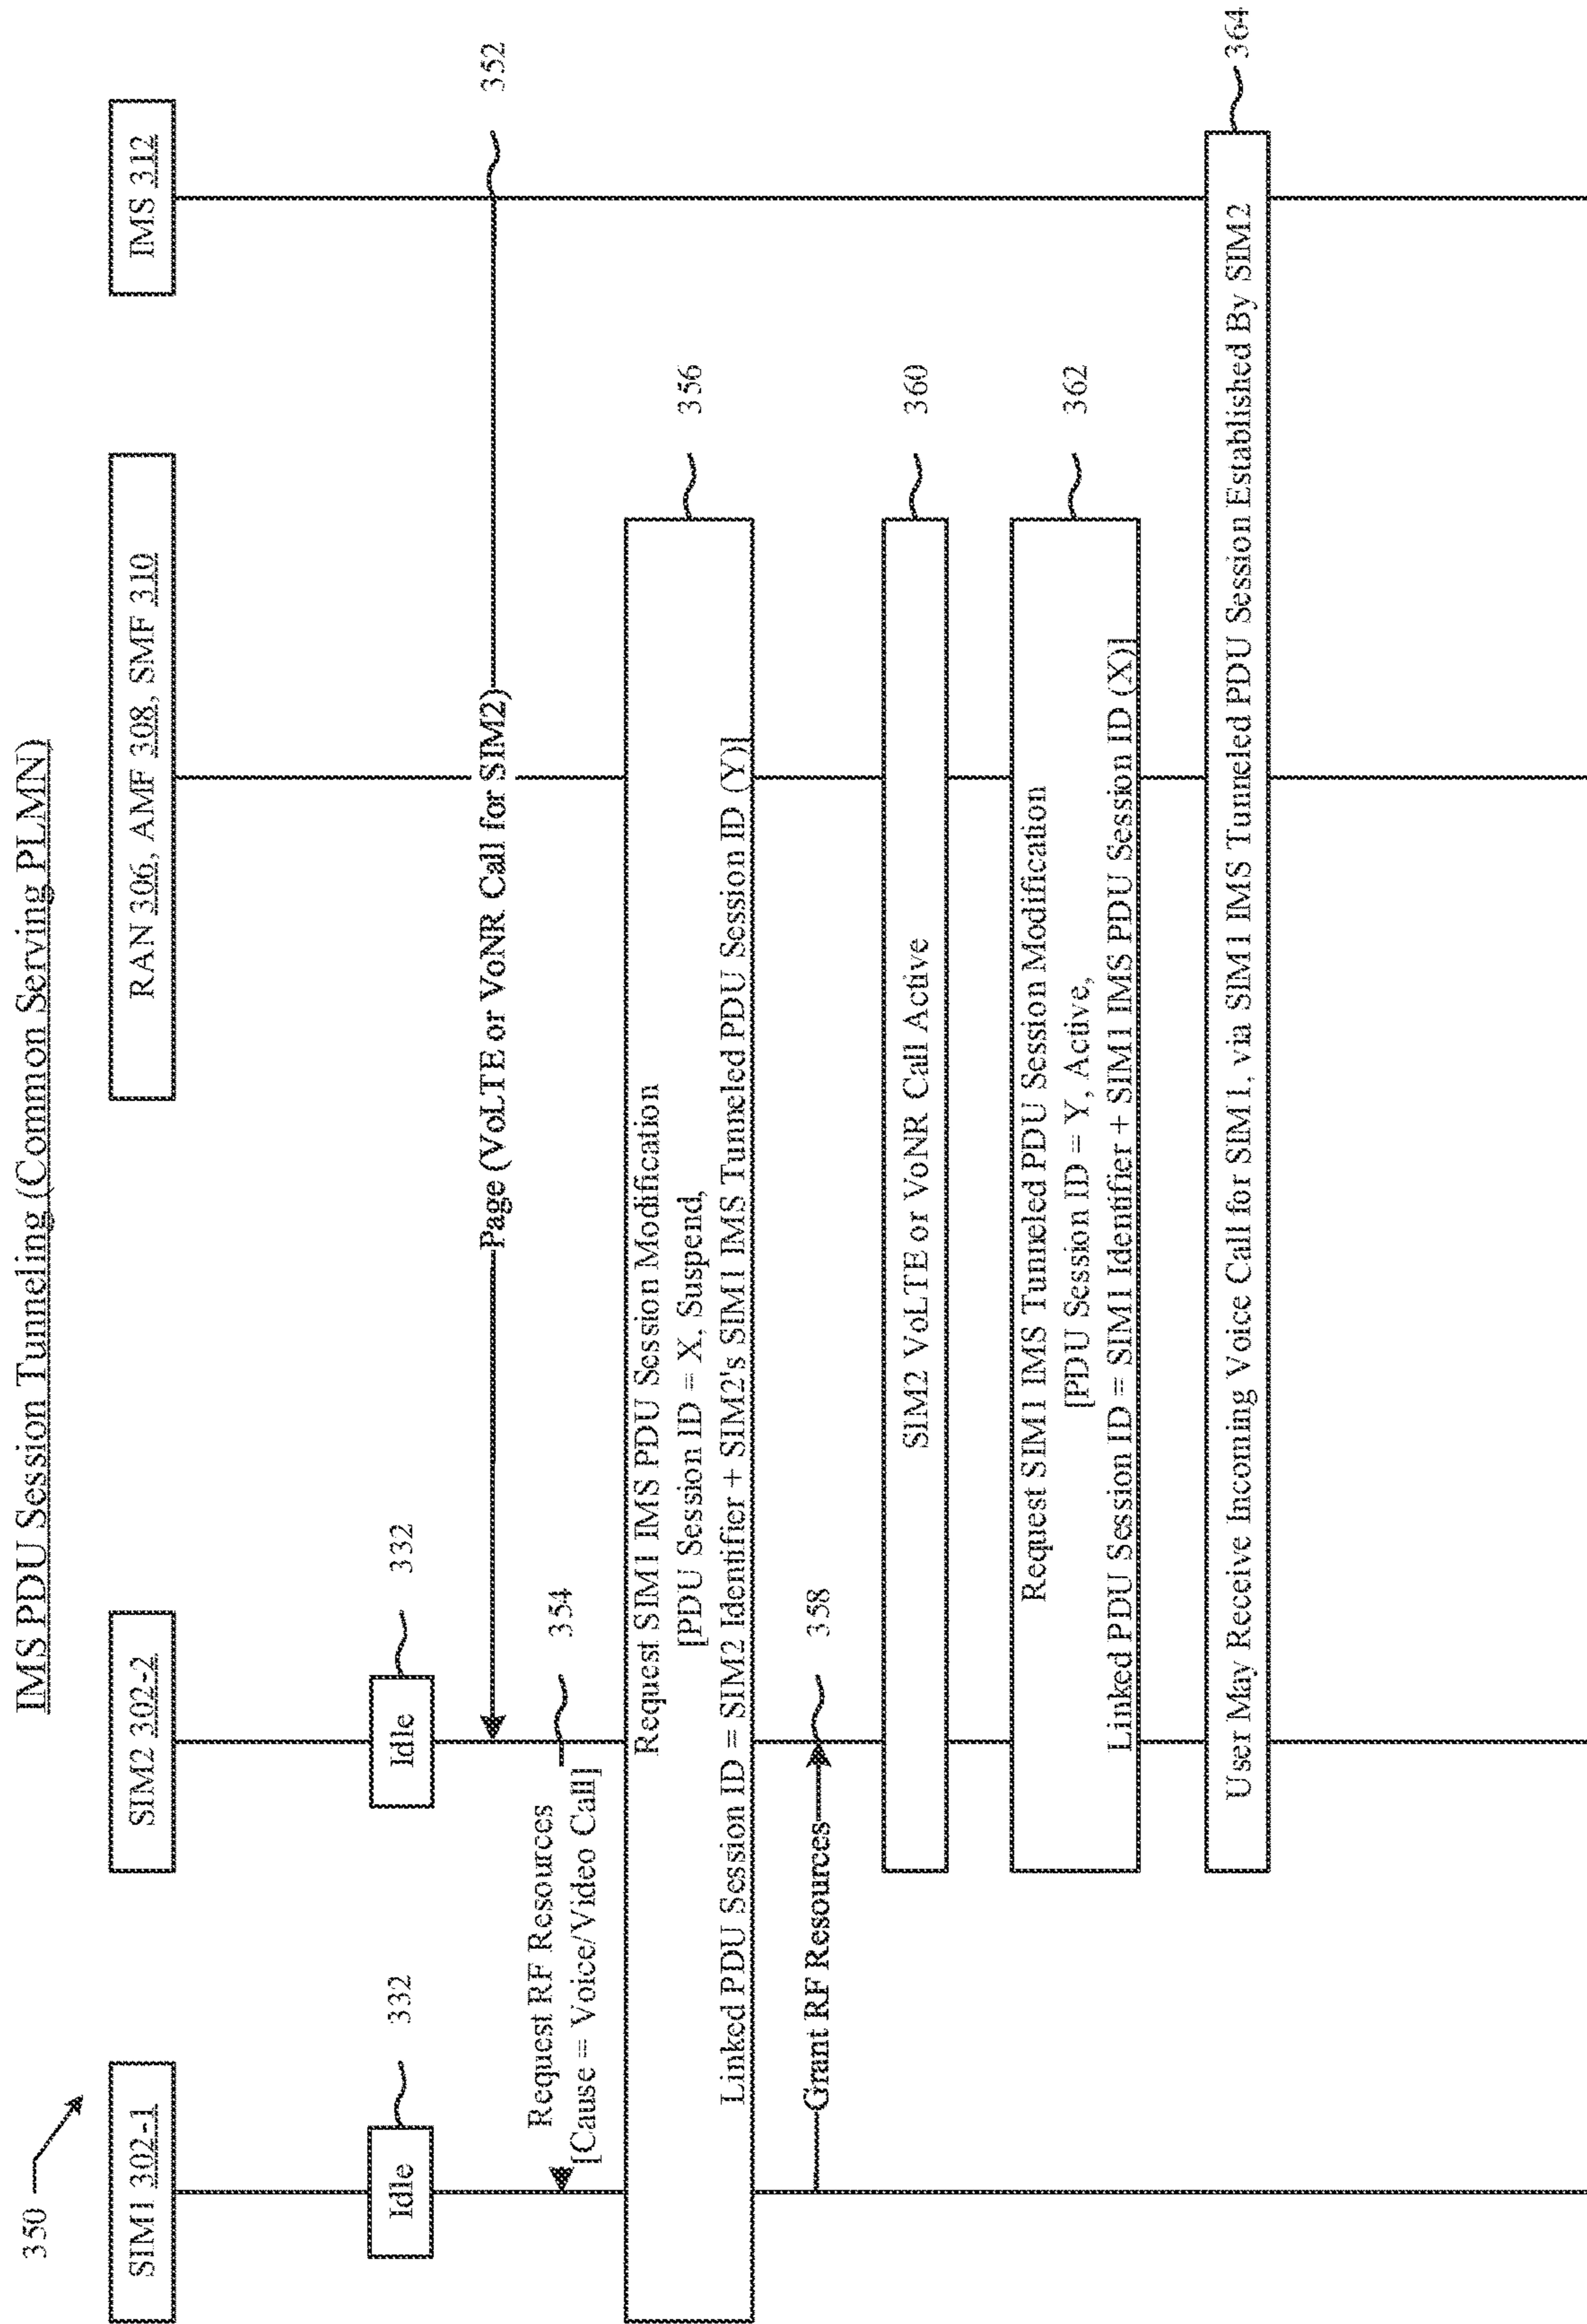 IMS PDU Session Tunneling (Common Serving PLMN)
350
SIM1 302-1
SIM2 302-2
RAN 306, AMF 308, SMF 310
IMS 312
Idle
332
Idle
332
Page (VoLTE or VoNR Call for SIM2)
352
Request RF Resources
[Cause = Voice/Video Call]
354
Request SIM1 IMS PDU Session Modification
[PDU Session ID = X, Suspend,
Linked PDU Session ID = SIM2 Identifier + SIM2's SIM1 IMS Tunneled PDU Session ID (Y)]
356
Grant RF Resources
358
SIM2 VoLTE or VoNR Call Active
360
Request SIM1 IMS Tunneled PDU Session Modification
[PDU Session ID = Y, Active,
Linked PDU Session ID = SIM1 Identifier + SIM1 IMS PDU Session ID (X)]
362
User May Receive Incoming Voice Call for SIM1, via SIM1 IMS Tunneled PDU Session Established By SIM2
364